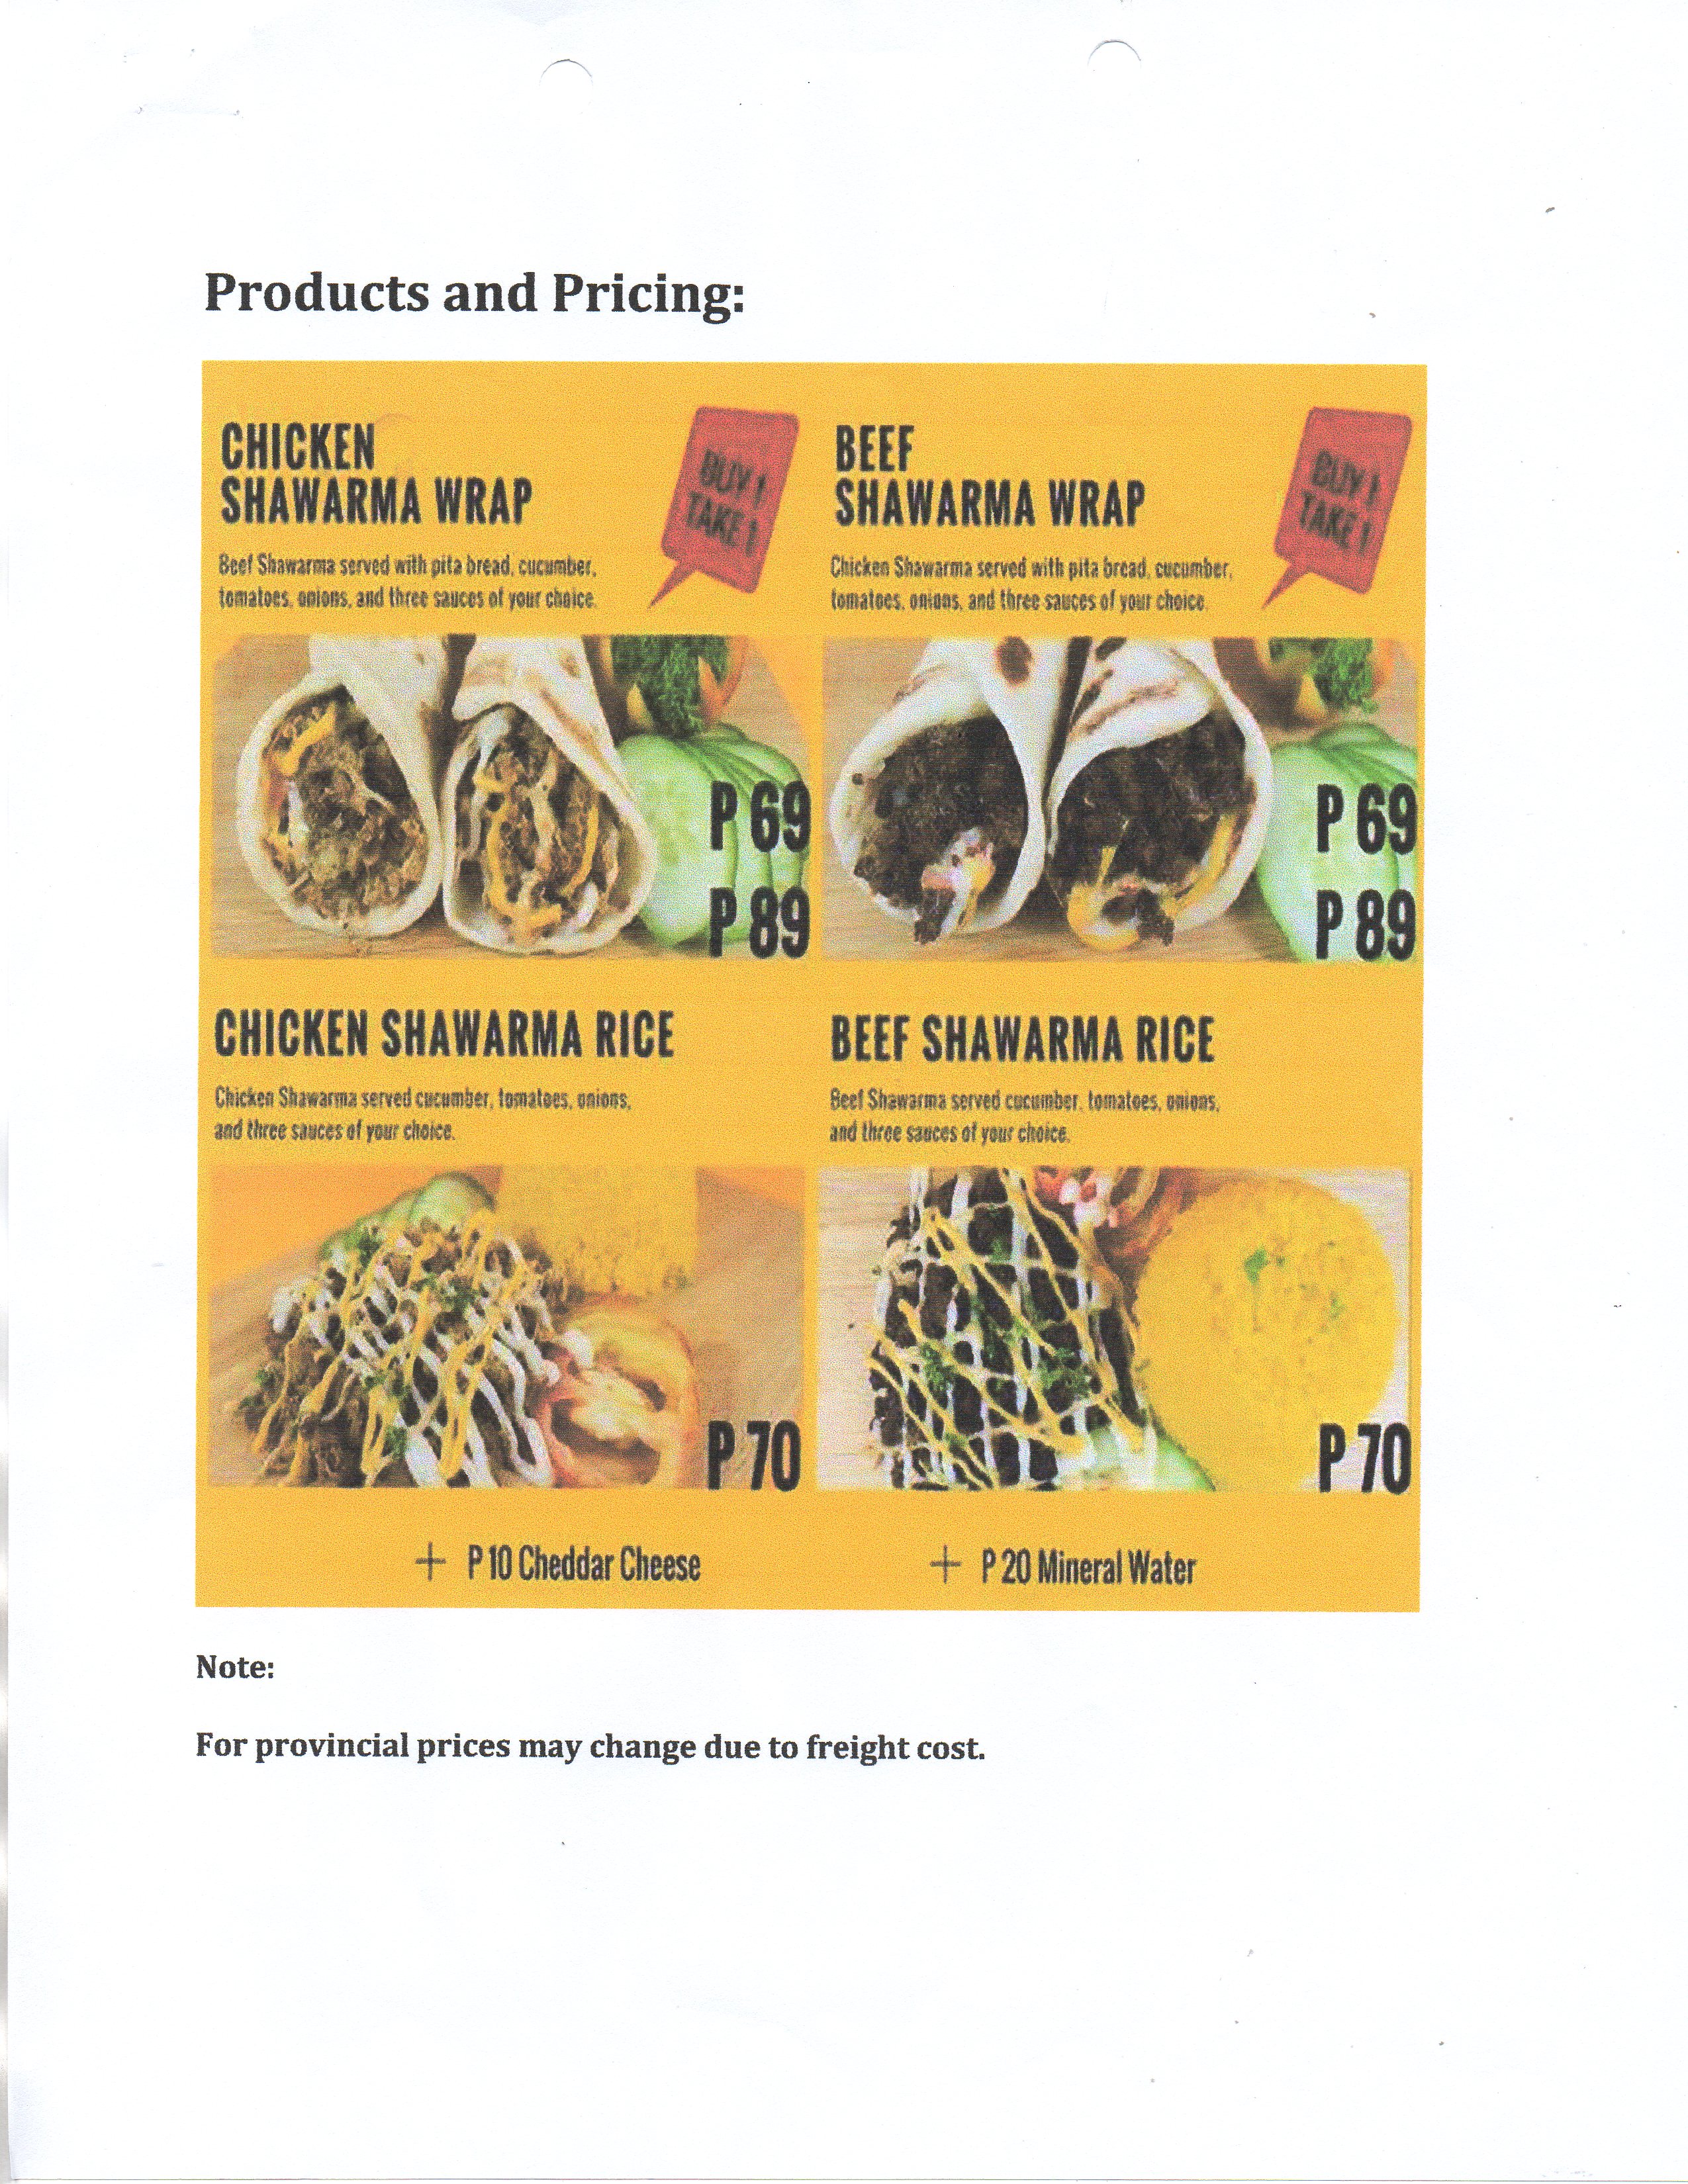 Products and Pricing:
CHICKEN
SHAWARMA WRAP
BUY 1
TAKE 1
Beef Shawarma served with pita bread, cucumber,
tomatoes, onions, and three sauces of your choice.
P 69
P 89
BEEF
SHAWARMA WRAP
BUY 1
TAKE 1
Chicken Shawarma served with pita bread, cucumber,
tomatoes, onions, and three sauces of your choice.
P 69
P 89
CHICKEN SHAWARMA RICE
Chicken Shawarma served cucumber, tomatoes, onions,
and three sauces of your choice.
P 70
BEEF SHAWARMA RICE
Beef Shawarma served cucumber, tomatoes, onions,
and three sauces of your choice.
P 70
+ P 10 Cheddar Cheese
+ P 20 Mineral Water
Note:
For provincial prices may change due to freight cost.